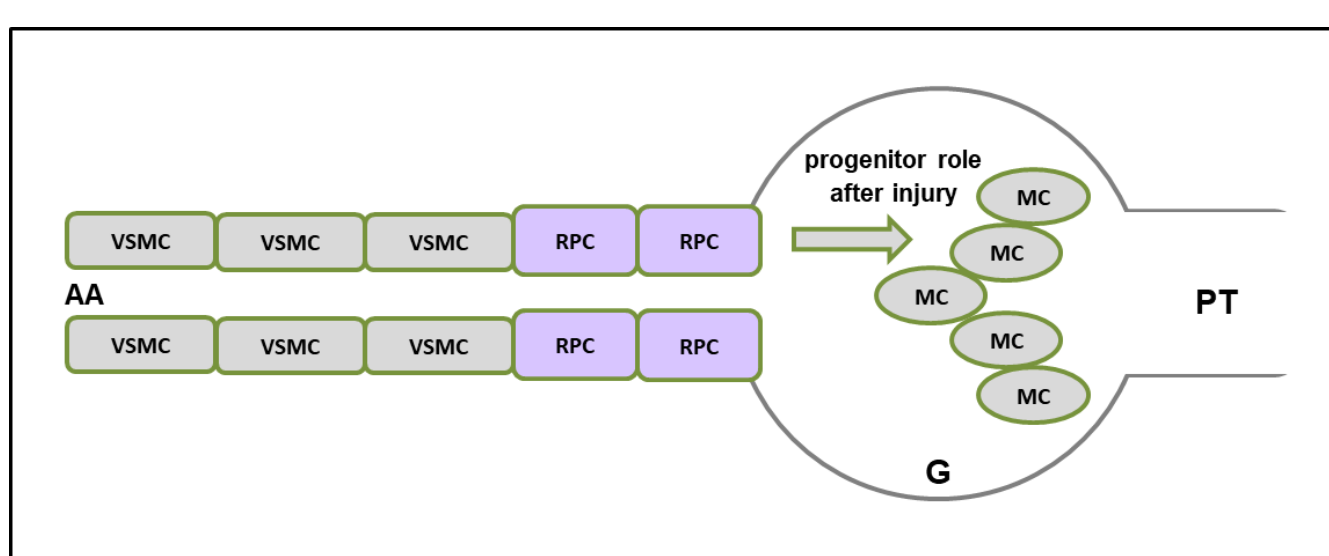 progenitor role
after injury
VSMC VSMC VSMC RPC RPC
AA
VSMC VSMC VSMC RPC RPC
MC
MC
MC
MC
MC
PT
G